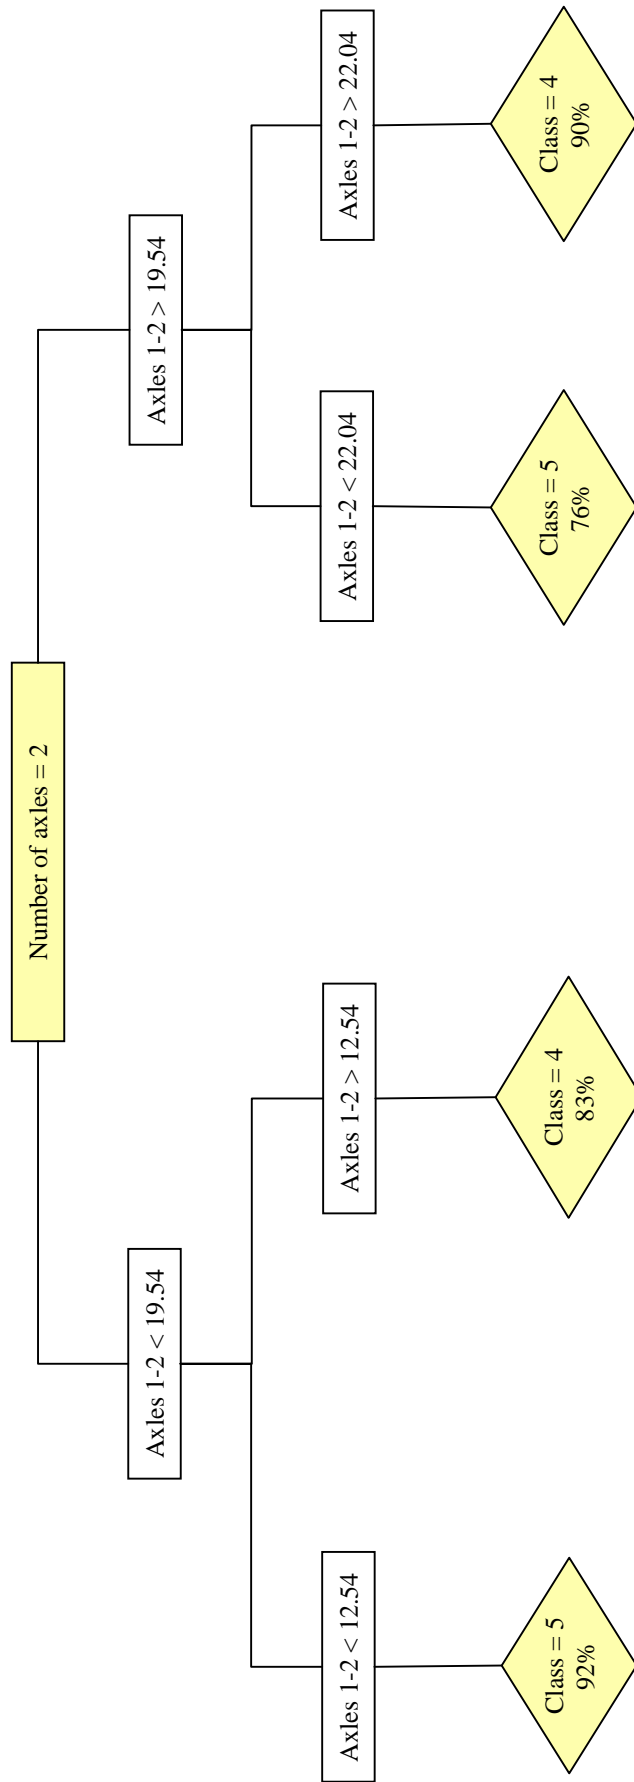 Number of axles = 2
Axles 1-2 < 19.54
Axles 1-2 > 19.54
Axles 1-2 < 12.54
Axles 1-2 > 12.54
Axles 1-2 < 22.04
Axles 1-2 > 22.04
Class = 5
92%
Class = 4
83%
Class = 5
76%
Class = 4
90%